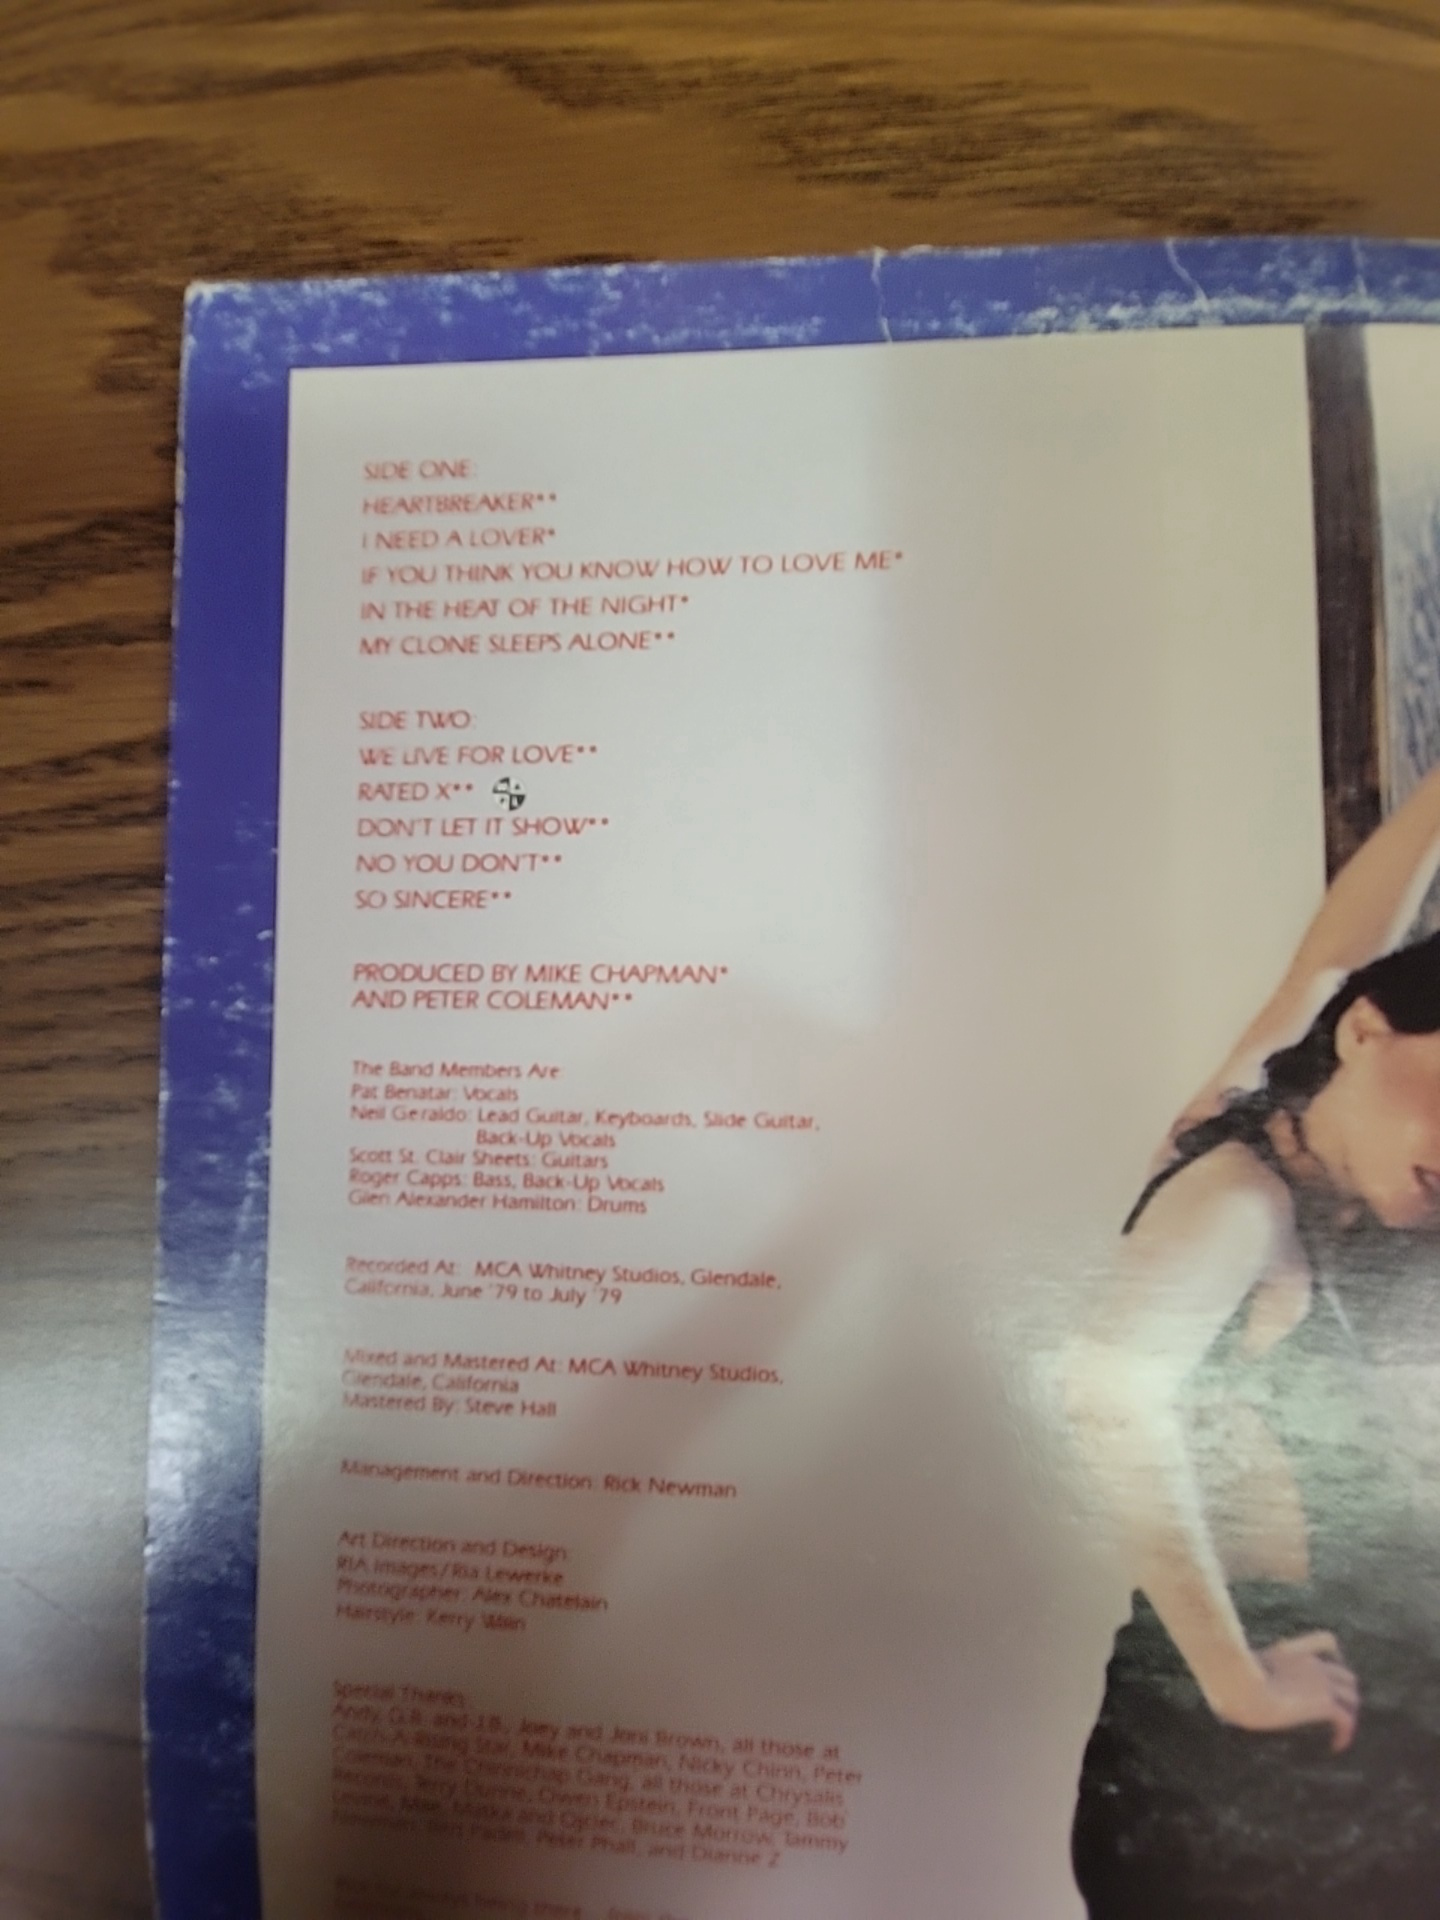 SIDE ONE:
HEARTBREAKER**
I NEED A LOVER*
IF YOU THINK YOU KNOW HOW TO LOVE ME*
IN THE HEAT OF THE NIGHT*
MY CLONE SLEEPS ALONE**
SIDE TWO:
WE LIVE FOR LOVE**
RATED X**
DON'T LET IT SHOW**
NO YOU DON'T**
SO SINCERE**
PRODUCED BY MIKE CHAPMAN*
AND PETER COLEMAN**
The Band Members Are
Pat Benatar: Vocals
Neil Geraldo: Lead Guitar, Keyboards, Slide Guitar,
Back-Up Vocals
Scott St. Clair Sheets: Guitars
Roger Capps: Bass, Back-Up Vocals
Glen Alexander Hamilton: Drums
Recorded At: MCA Whitney Studios, Glendale,
California, June '79 to July '79
Mixed and Mastered At: MCA Whitney Studios,
Glendale, California
Mastered By: Steve Hall
Management and Direction: Rick Newman
Art Direction and Design:
RIA Images/Ria Lewerke
Photographer: Alex Chatelain
Hairstyle: Kerry
Special Thanks:
Andy, G.B. and J.B., Joey and Joni Brown, all those at
Catch A Rising Star, Mike Chapman, Nicky Chinn, Peter
Coleman, The Chinnichap Gang, all those at Chrysalis
Records, Terry Dunne, Owen Epstein, Front Page, Bob
and Bruce Morrow, Tammy
Newman, Peter Phall, and Dianne Z